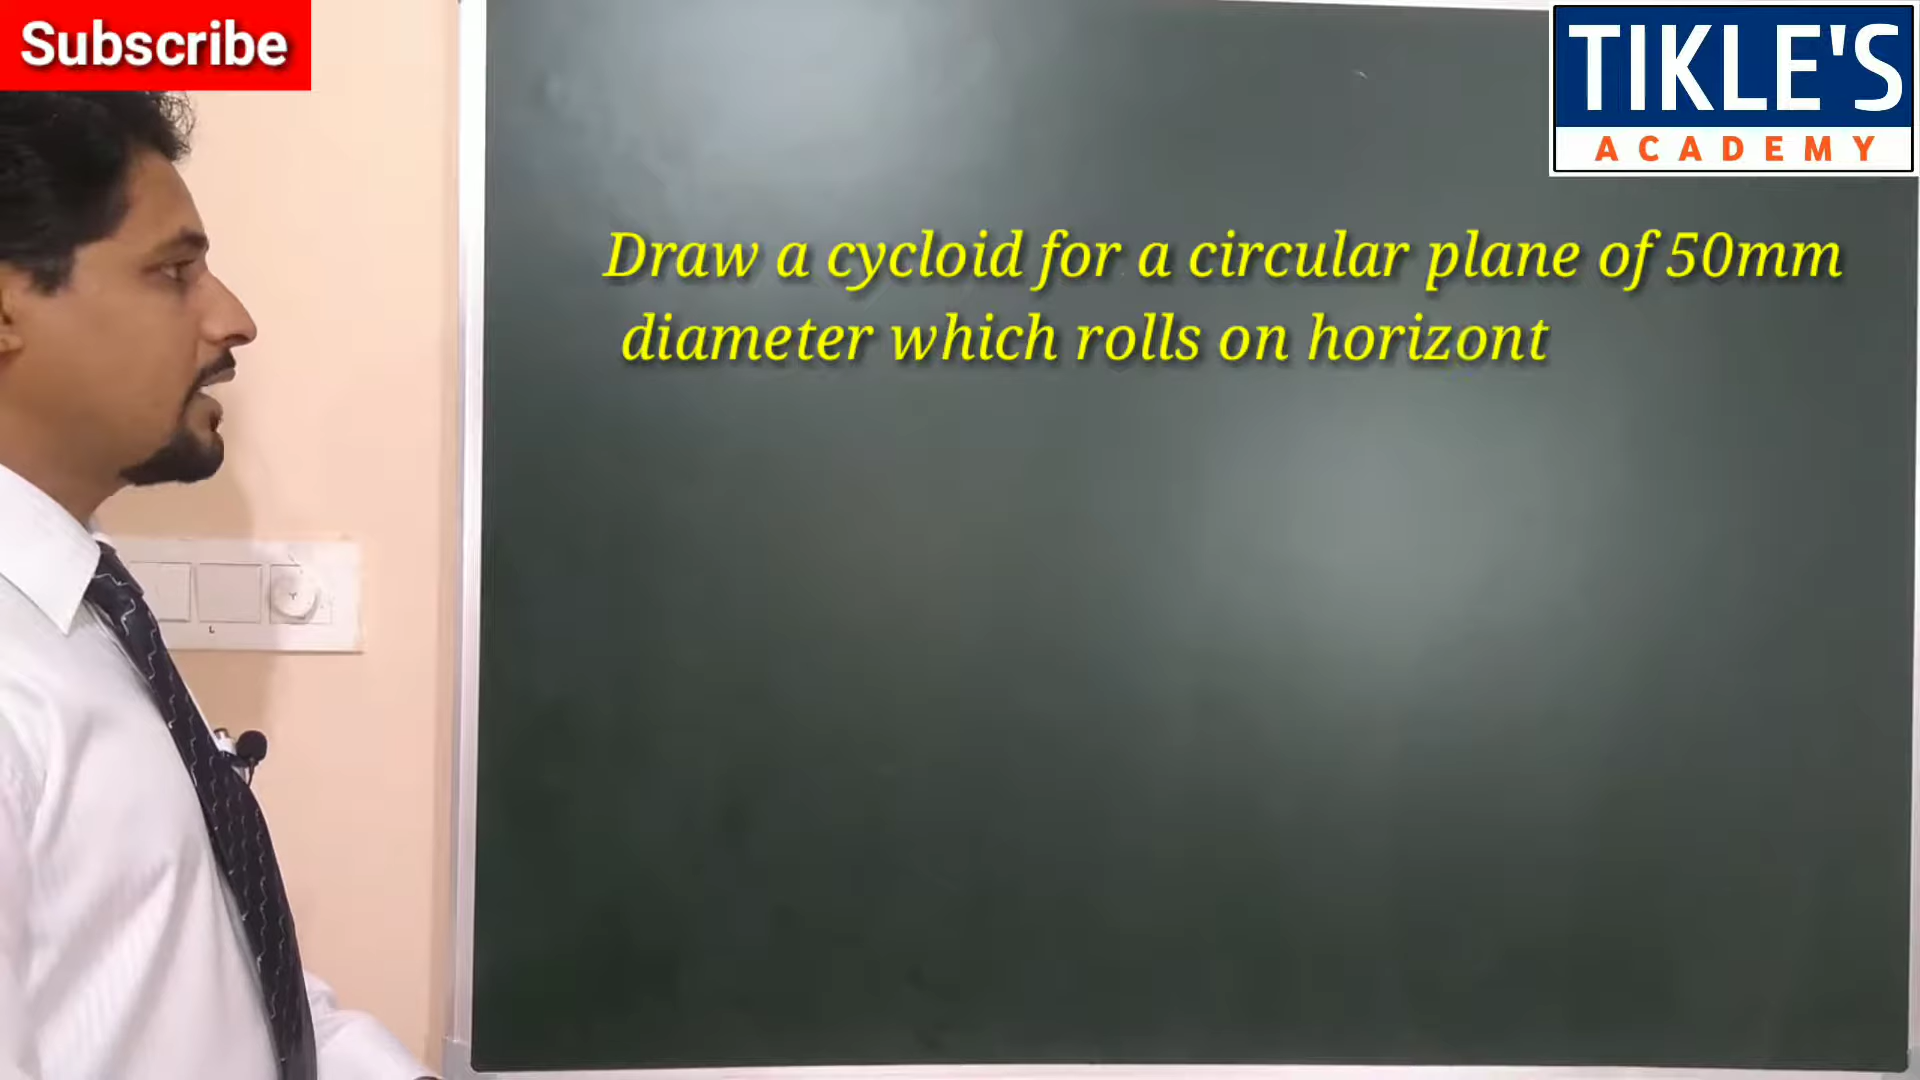 Subscribe
TIKLE'S
ACADEMY
Draw a cycloid for a circular plane of 50mm
diameter which rolls on horizont